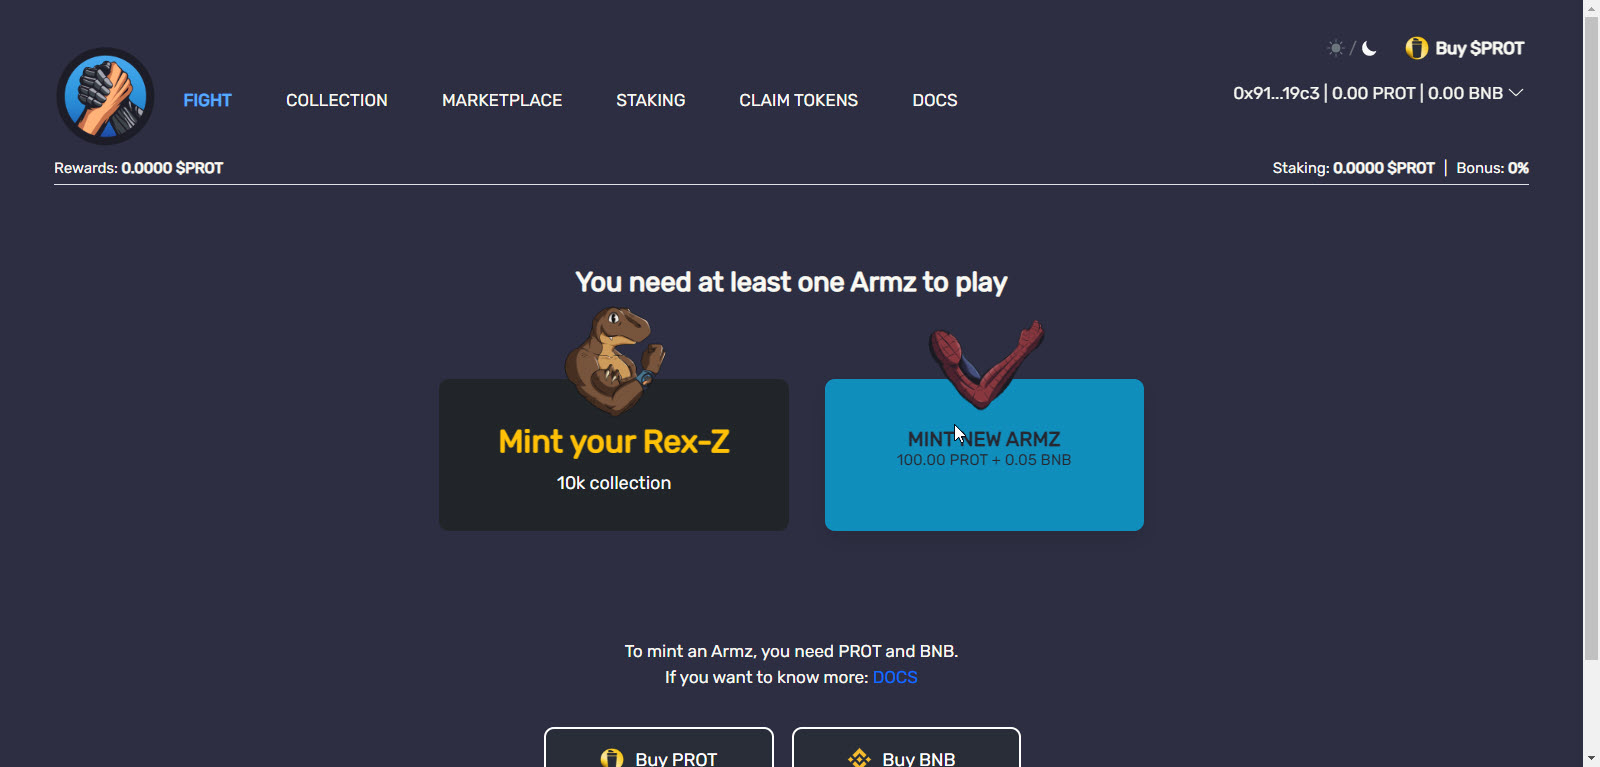 Buy $PROT
FIGHT COLLECTION MARKETPLACE STAKING CLAIM TOKENS DOCS
0x91...19c3 | 0.00 PROT | 0.00 BNB
Rewards: 0.0000 $PROT
Staking: 0.0000 $PROT | Bonus: 0%
You need at least one Armz to play
Mint your Rex-Z
10k collection
MINT NEW ARMZ
100.00 PROT + 0.05 BNB
To mint an Armz, you need PROT and BNB.
If you want to know more: DOCS
Buy PROT
Buy BNB